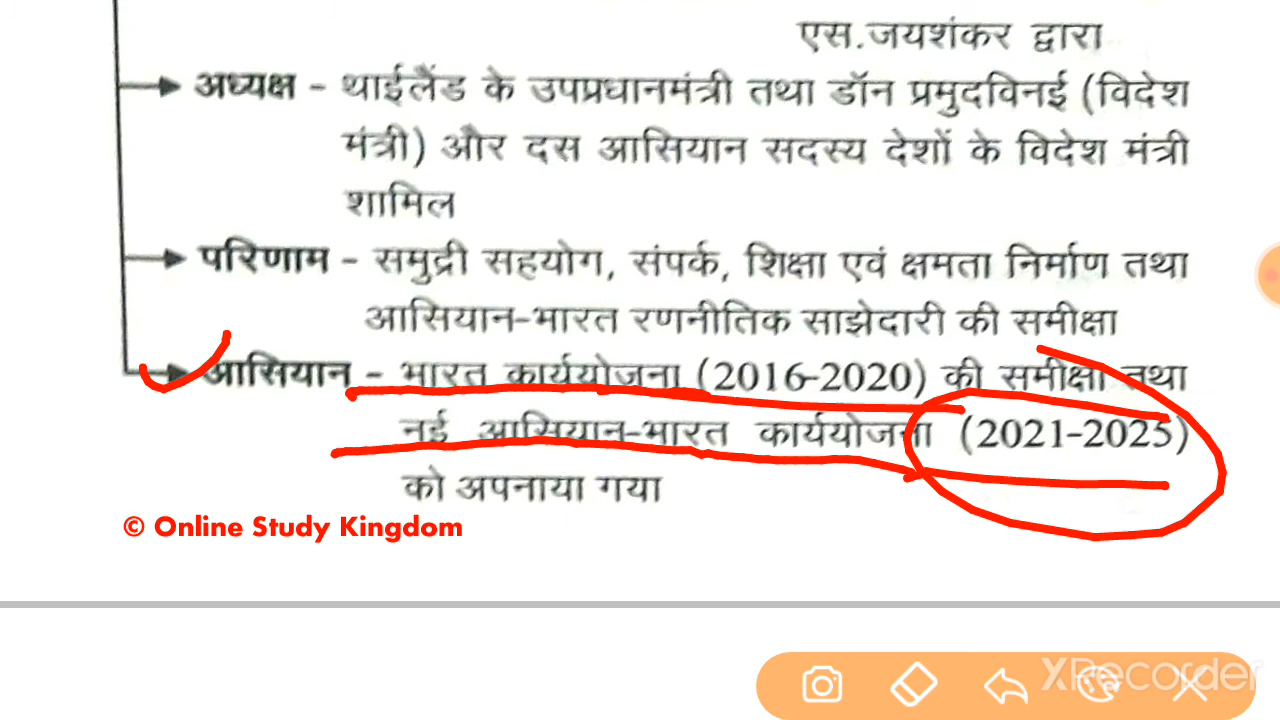 एस.जयशंकर द्वारा
अध्यक्ष - थाईलैंड के उपप्रधानमंत्री तथा डॉन प्रमुदविनई (विदेश
मंत्री) और दस आसियान सदस्य देशों के विदेश मंत्री
शामिल
परिणाम - समुद्री सहयोग, संपर्क, शिक्षा एवं क्षमता निर्माण तथा
आसियान-भारत रणनीतिक साझेदारी की समीक्षा
आसियान - भारत कार्ययोजना (2016-2020) की समीक्षा तथा
नई आसियान-भारत कार्ययोजना (2021-2025)
को अपनाया गया
© Online Study Kingdom
XRecorder